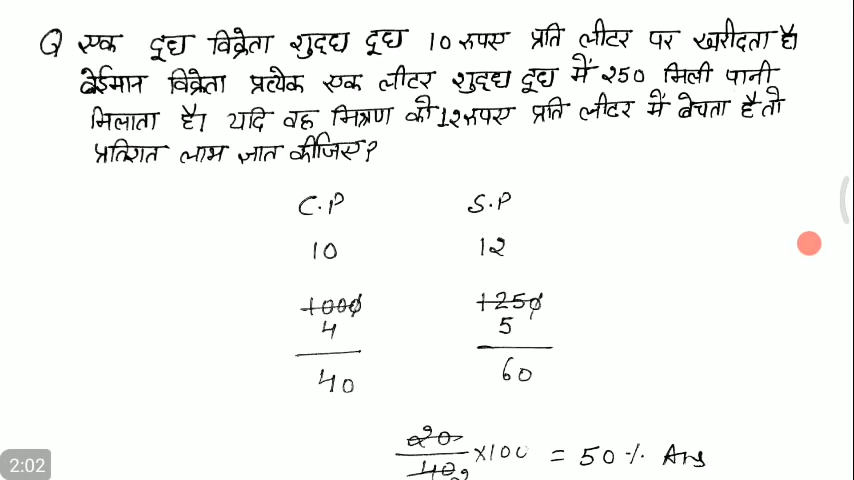 Q एक दूध विक्रेता शुद्ध दूध 10 रुपए प्रति लीटर पर खरीदता है।
बेईमान विक्रेता प्रत्येक एक लीटर शुद्ध दूध में 250 मिली पानी
मिलाता है। यदि वह मिश्रण को 12 रुपए प्रति लीटर में बेचता है तो
प्रतिशत लाभ ज्ञात कीजिए?
C.P S.P
10 12
1000 1250
4 5
40 60
20
×100 = 50% Ans
40 2
2:02